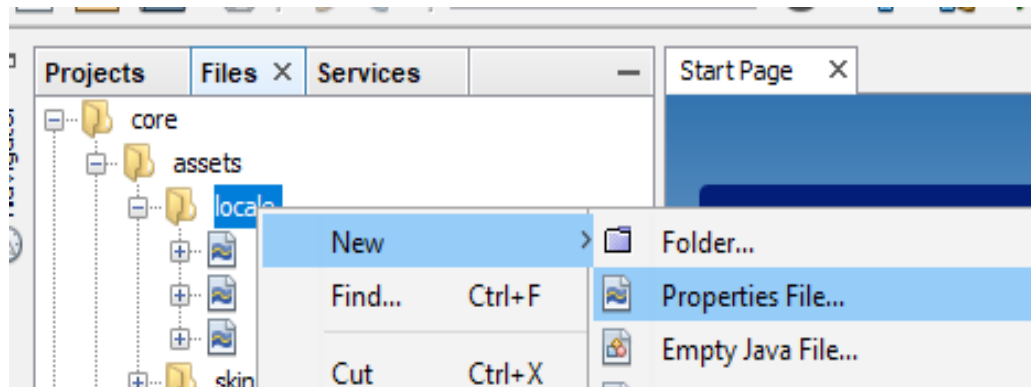 Projects Files Services Start Page
core
assets
locale
New Folder...
Find... Ctrl+F Properties File...
Empty Java File...
skin Cut Ctrl+X